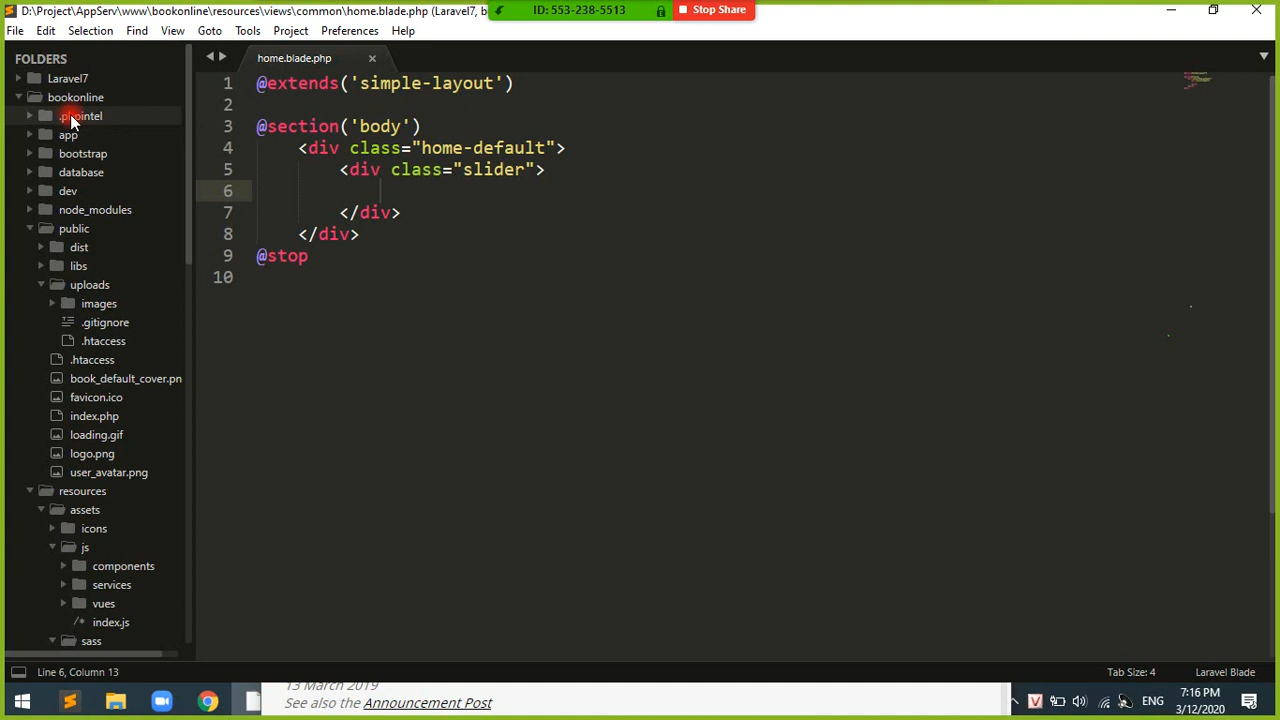 D:\Project\AppServ\www\bookonline\resources\views\common\home.blade.php (Laravel7, b
ID: 553-238-5513
Stop Share
File Edit Selection Find View Goto Tools Project Preferences Help
FOLDERS
Laravel7
bookonline
app
bootstrap
database
dev
node_modules
public
dist
libs
uploads
images
.gitignore
.htaccess
.htaccess
book_default_cover.pn
favicon.ico
index.php
loading.gif
logo.png
user_avatar.png
resources
assets
icons
js
components
services
vues
index.js
sass
home.blade.php
1 @extends('simple-layout')
2
3 @section('body')
4 <div class="home-default">
5 <div class="slider">
6
7 </div>
8 </div>
9 @stop
10
Line 6, Column 13
Tab Size: 4
Laravel Blade
13 March 2019
See also the Announcement Post
ENG
7:16 PM
3/12/2020